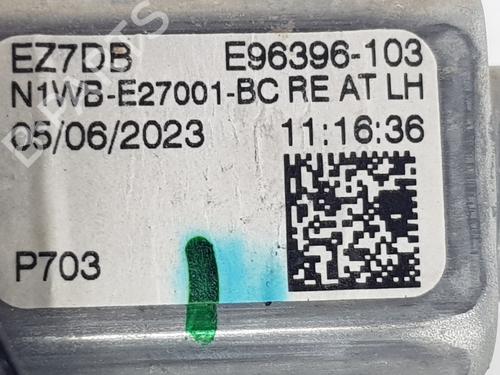 EZ7DB E96396-103
N1WB-E27001-BC RE AT LH
05/06/2023 11:16:36
P703